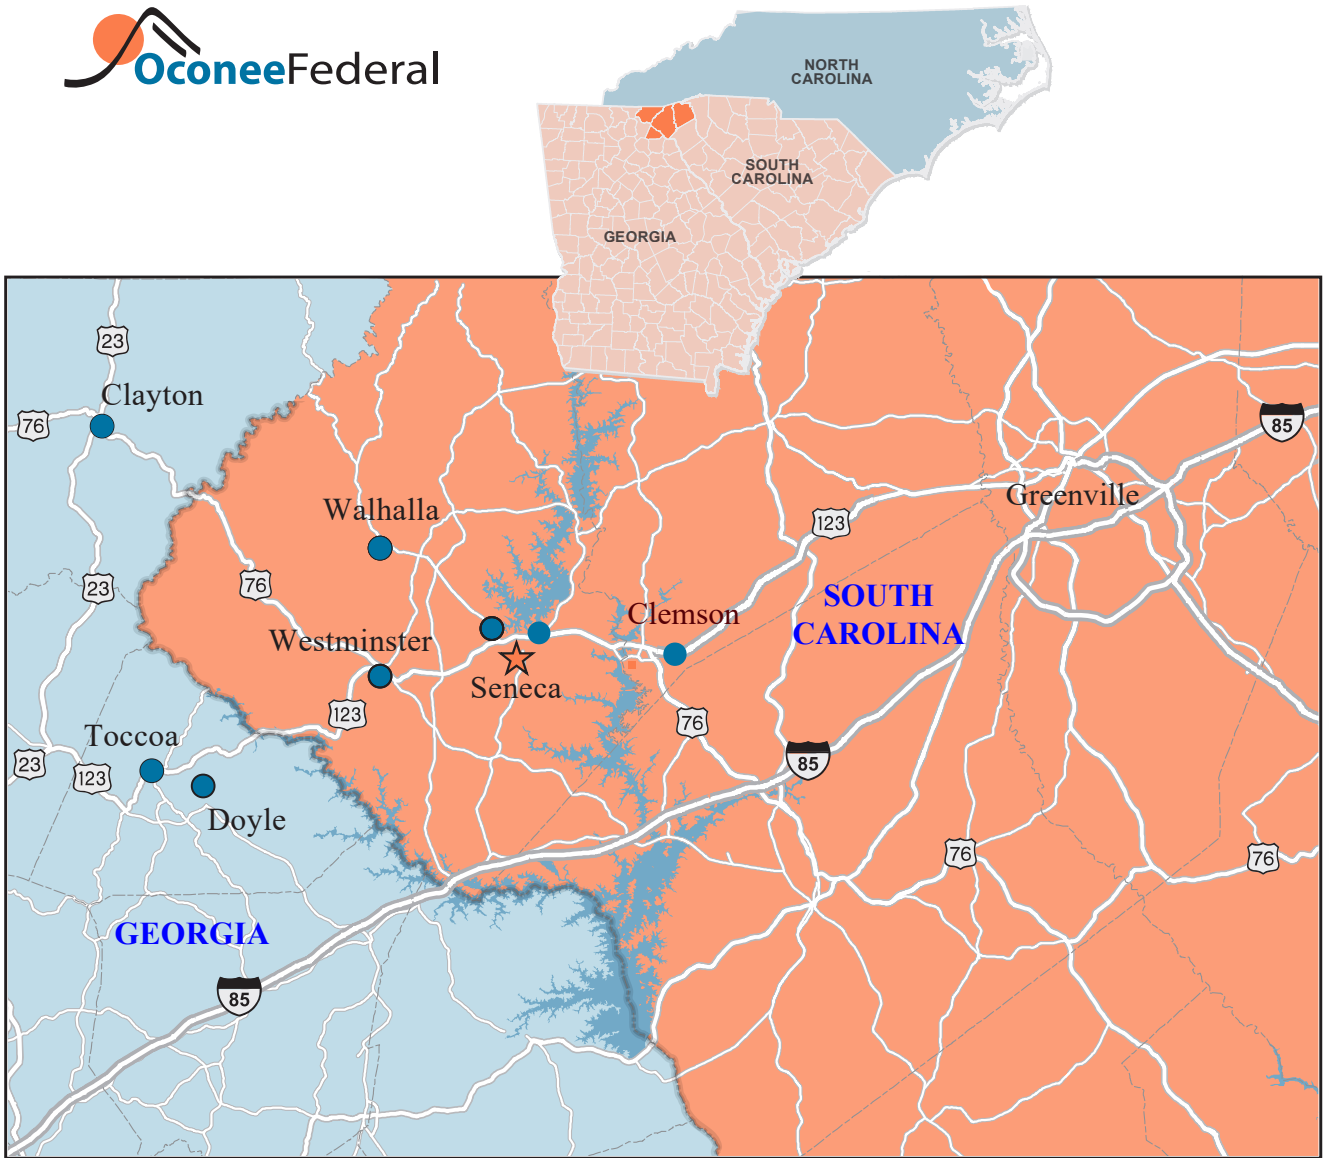 OconeeFederal
NORTH
CAROLINA
SOUTH
CAROLINA
GEORGIA
23
Clayton
76
85
Walhalla
Greenville
123
23
76
SOUTH
CAROLINA
Clemson
Westminster
Seneca
123
76
Toccoa
23
123
85
Doyle
76
76
GEORGIA
85